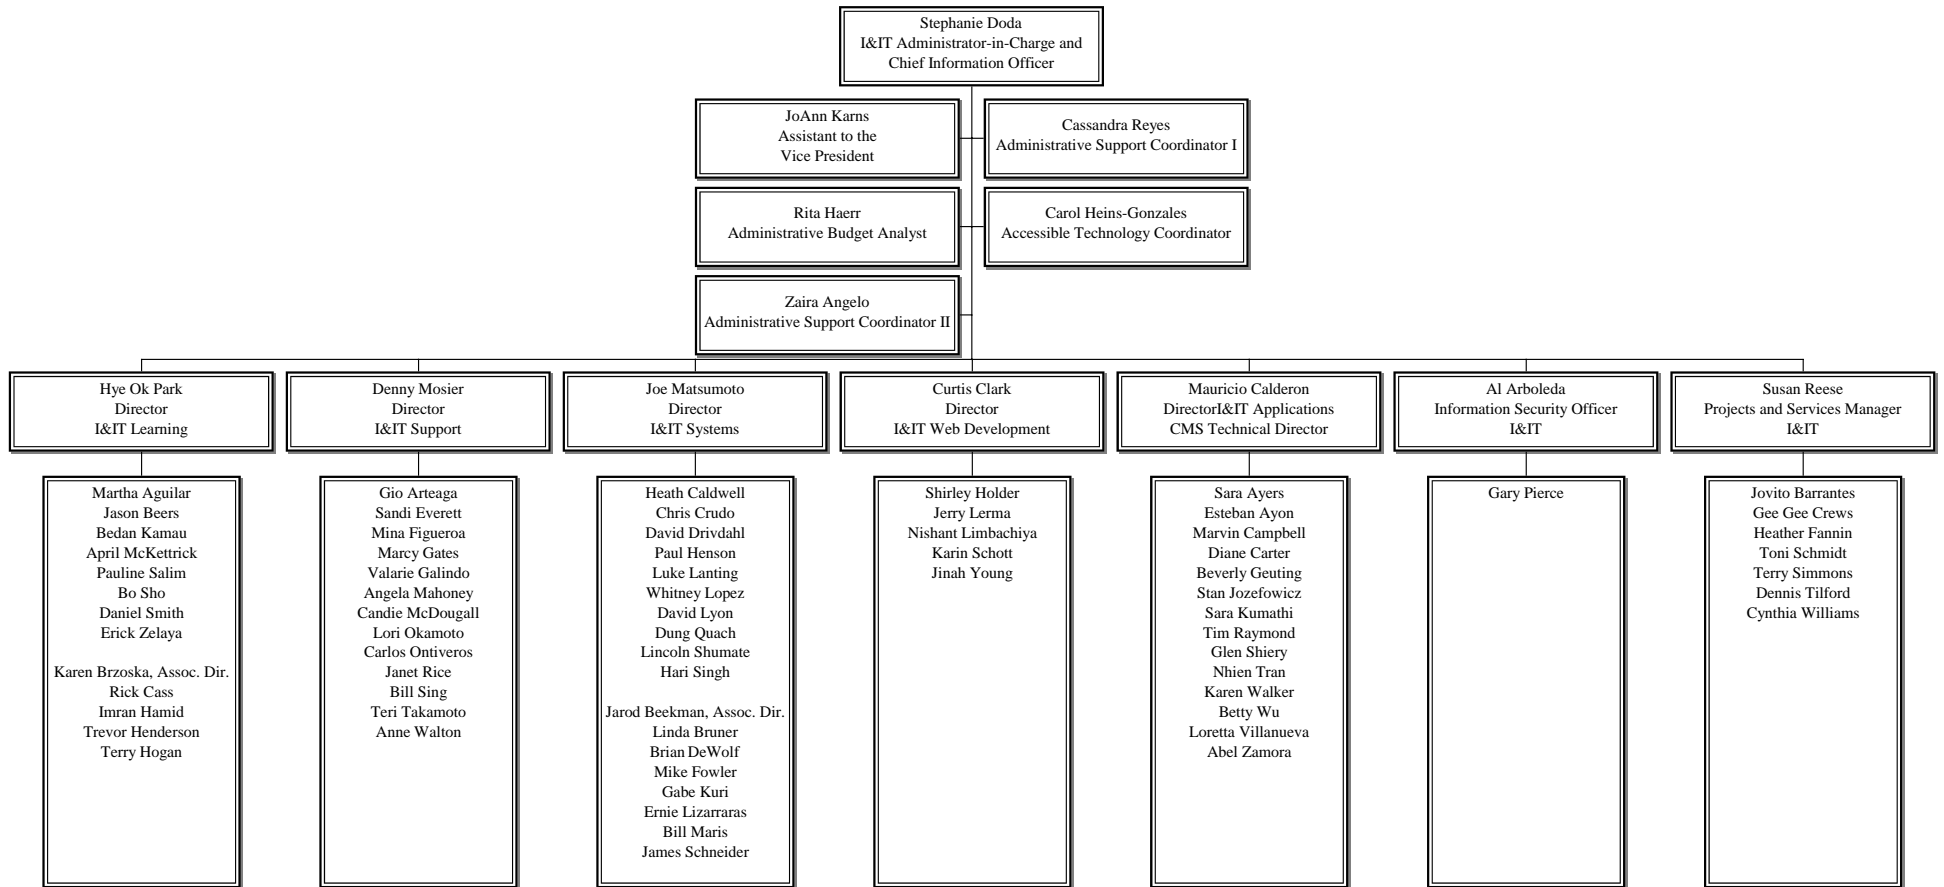 Stephanie Doda
I&IT Administrator-in-Charge and
Chief Information Officer
JoAnn Karns
Assistant to the
Vice President
Cassandra Reyes
Administrative Support Coordinator I
Rita Haerr
Administrative Budget Analyst
Carol Heins-Gonzales
Accessible Technology Coordinator
Zaira Angelo
Administrative Support Coordinator II
Hye Ok Park
Director
I&IT Learning
Denny Mosier
Director
I&IT Support
Joe Matsumoto
Director
I&IT Systems
Curtis Clark
Director
I&IT Web Development
Mauricio Calderon
DirectorI&IT Applications
CMS Technical Director
Al Arboleda
Information Security Officer
I&IT
Susan Reese
Projects and Services Manager
I&IT
Martha Aguilar
Jason Beers
Bedan Kamau
April McKettrick
Pauline Salim
Bo Sho
Daniel Smith
Erick Zelaya
Karen Brzoska, Assoc. Dir.
Rick Cass
Imran Hamid
Trevor Henderson
Terry Hogan
Gio Arteaga
Sandi Everett
Mina Figueroa
Marcy Gates
Valarie Galindo
Angela Mahoney
Candie McDougall
Lori Okamoto
Carlos Ontiveros
Janet Rice
Bill Sing
Teri Takamoto
Anne Walton
Heath Caldwell
Chris Crudo
David Drivdahl
Paul Henson
Luke Lanting
Whitney Lopez
David Lyon
Dung Quach
Lincoln Shumate
Hari Singh
Jarod Beekman, Assoc. Dir.
Linda Bruner
Brian DeWolf
Mike Fowler
Gabe Kuri
Ernie Lizarraras
Bill Maris
James Schneider
Shirley Holder
Jerry Lerma
Nishant Limbachiya
Karin Schott
Jinah Young
Sara Ayers
Esteban Ayon
Marvin Campbell
Diane Carter
Beverly Geuting
Stan Jozefowicz
Sara Kumathi
Tim Raymond
Glen Shiery
Nhien Tran
Karen Walker
Betty Wu
Loretta Villanueva
Abel Zamora
Gary Pierce
Jovito Barrantes
Gee Gee Crews
Heather Fannin
Toni Schmidt
Terry Simmons
Dennis Tilford
Cynthia Williams